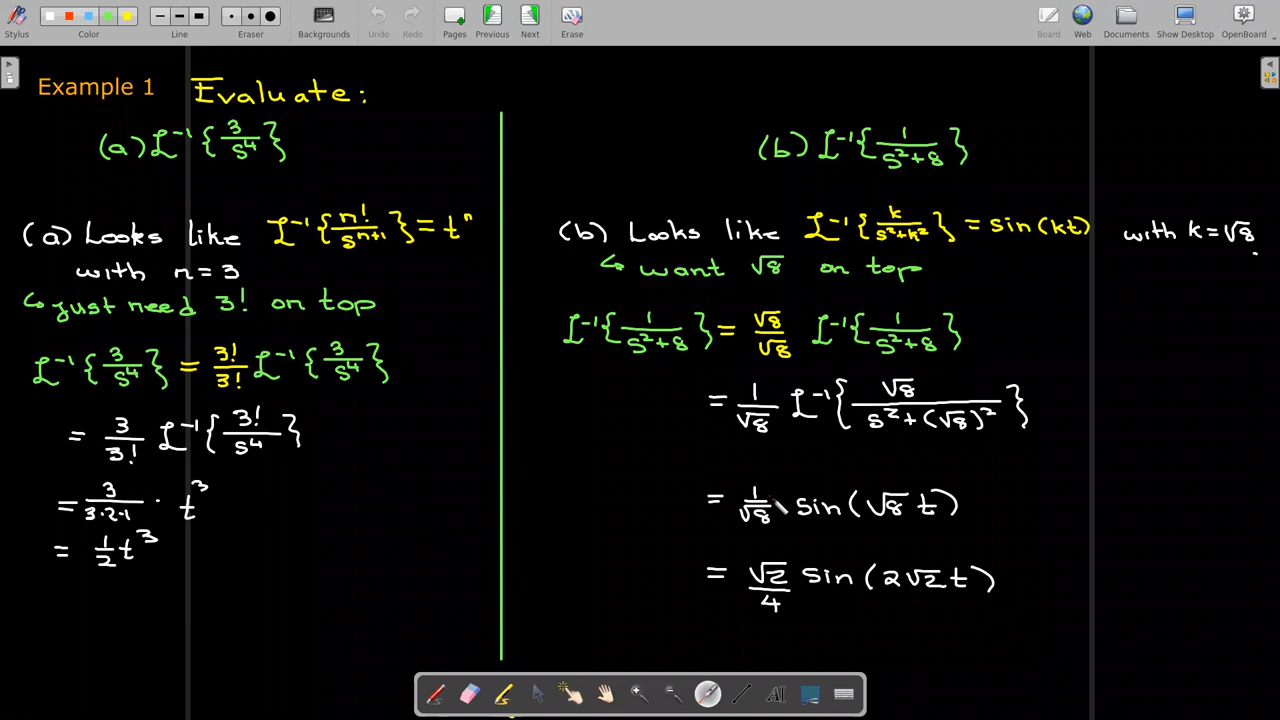 Stylus Color Line Eraser Backgrounds Undo Redo Pages Previous Next Erase Board Web Documents Show Desktop OpenBoard
Example 1 Evaluate:
(a) ℒ⁻¹{3/s⁴}
(b) ℒ⁻¹{1/(s²+8)}
(a) Looks like ℒ⁻¹{n!/sⁿ⁺¹} = tⁿ
with n = 3
↪ just need 3! on top
ℒ⁻¹{3/s⁴} = 3!/3! ℒ⁻¹{3/s⁴}
= 3/3! ℒ⁻¹{3!/s⁴}
= 3/(3·2·1) · t³
= 1/2 t³
(b) Looks like ℒ⁻¹{k/(s²+k²)} = sin(kt) with k = √8.
↪ want √8 on top
ℒ⁻¹{1/(s²+8)} = √8/√8 ℒ⁻¹{1/(s²+8)}
= 1/√8 ℒ⁻¹{√8/(s²+(√8)²)}
= 1/√8 sin(√8 t)
= √2/4 sin(2√2 t)
AI